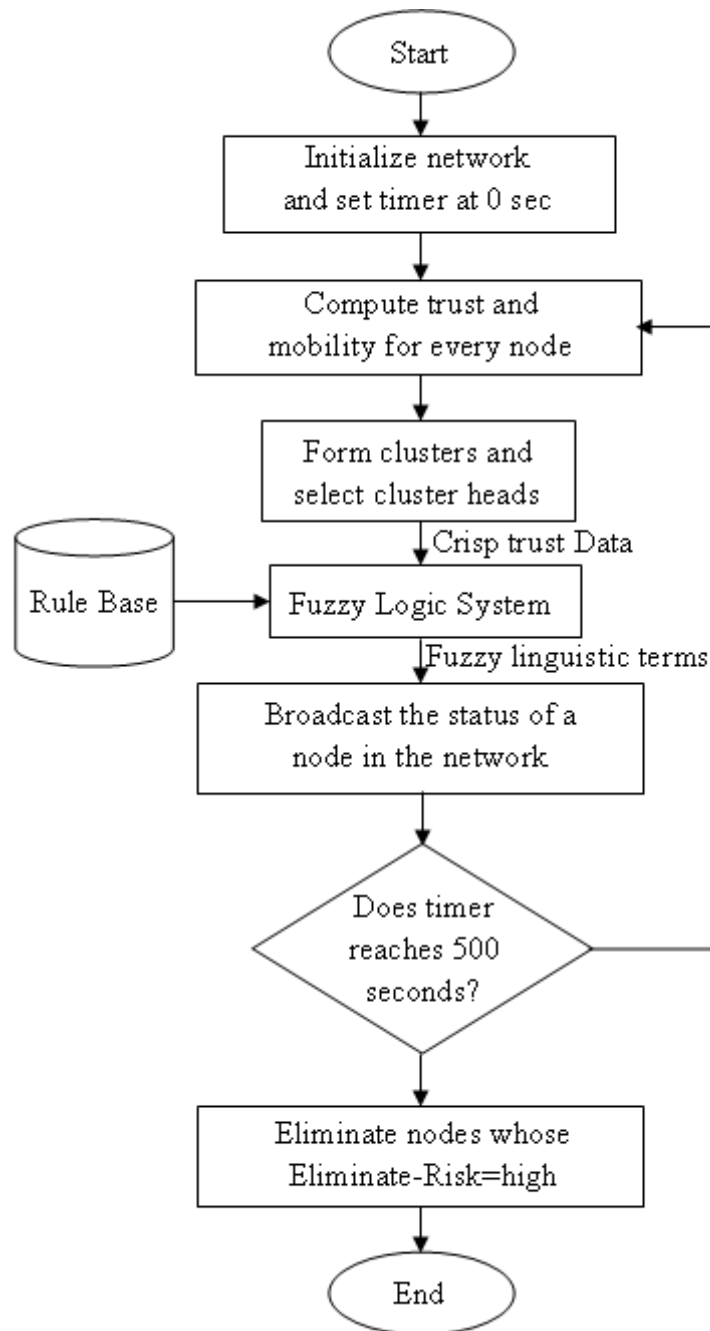 Start
Initialize network
and set timer at 0 sec
Compute trust and
mobility for every node
Form clusters and
select cluster heads
Crisp trust Data
Rule Base
Fuzzy Logic System
Fuzzy linguistic terms
Broadcast the status of a
node in the network
Does timer
reaches 500
seconds?
Eliminate nodes whose
Eliminate-Risk=high
End